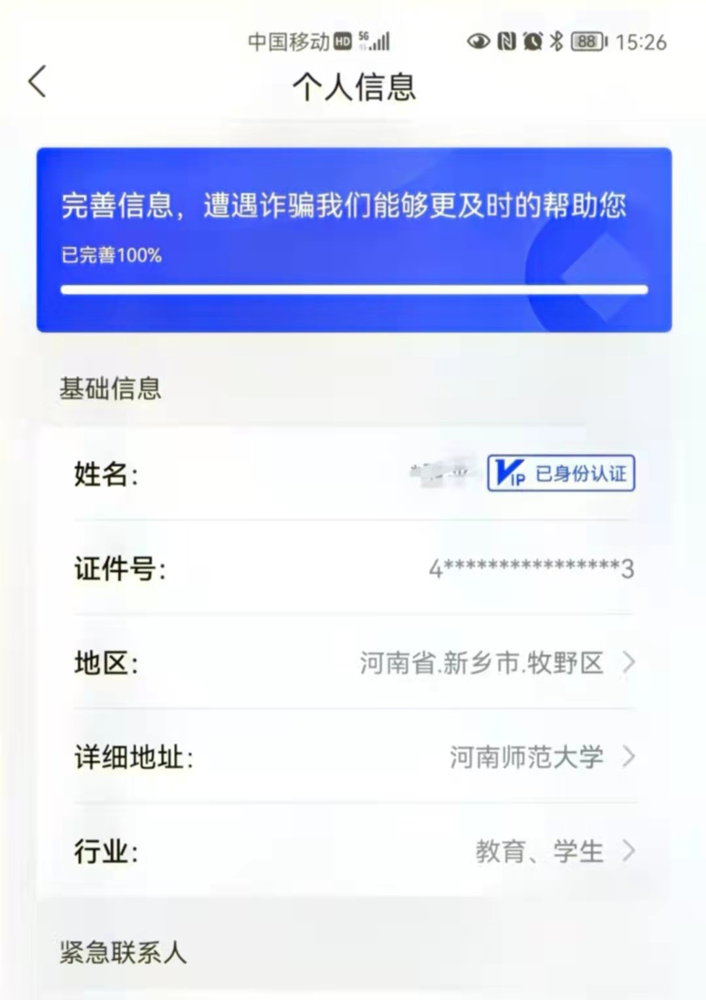 中国移动 HD 5G 88 15:26
个人信息
完善信息，遭遇诈骗我们能够更及时的帮助您
已完善100%
基础信息
姓名： VIP 已身份认证
证件号： 4****************3
地区： 河南省.新乡市.牧野区
详细地址： 河南师范大学
行业： 教育、学生
紧急联系人